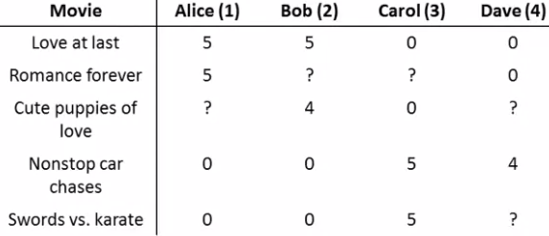 Movie Alice (1) Bob (2) Carol (3) Dave (4)
Love at last 5 5 0 0
Romance forever 5 ? ? 0
Cute puppies of ? 4 0 ?
love
Nonstop car 0 0 5 4
chases
Swords vs. karate 0 0 5 ?